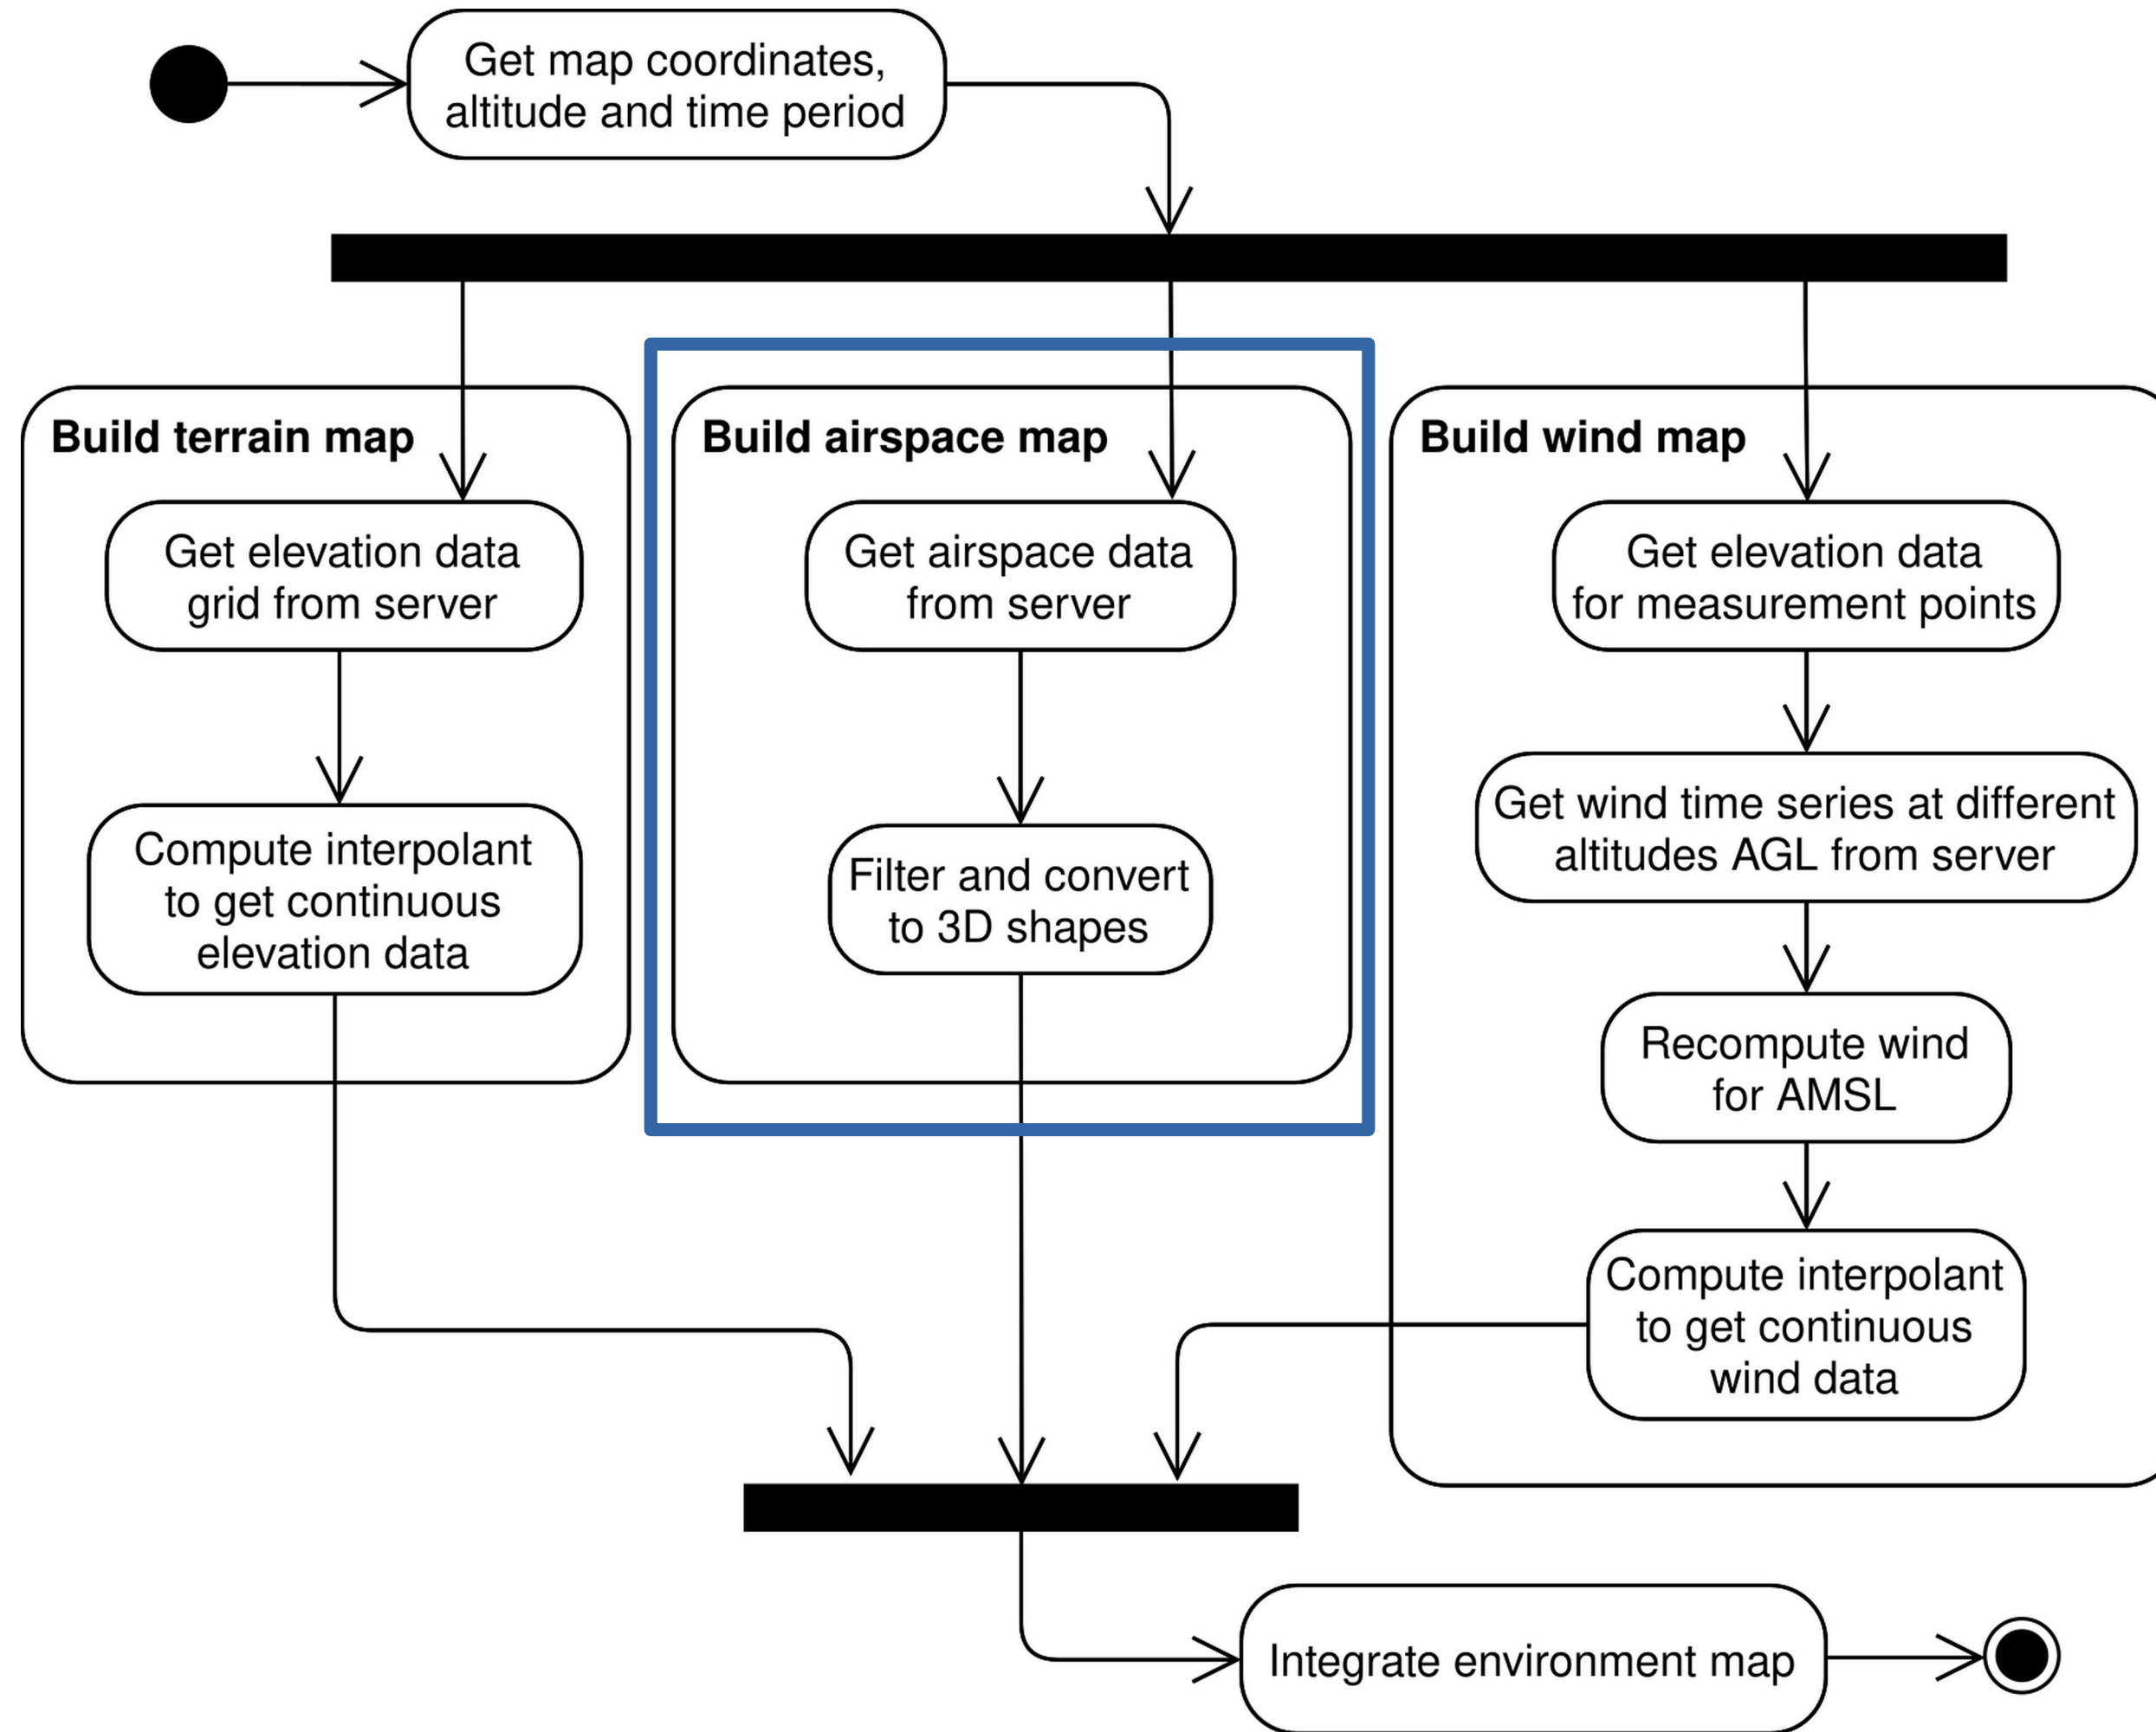 Get map coordinates,
altitude and time period
Build terrain map
Get elevation data
grid from server
Compute interpolant
to get continuous
elevation data
Build airspace map
Get airspace data
from server
Filter and convert
to 3D shapes
Build wind map
Get elevation data
for measurement points
Get wind time series at different
altitudes AGL from server
Recompute wind
for AMSL
Compute interpolant
to get continuous
wind data
Integrate environment map